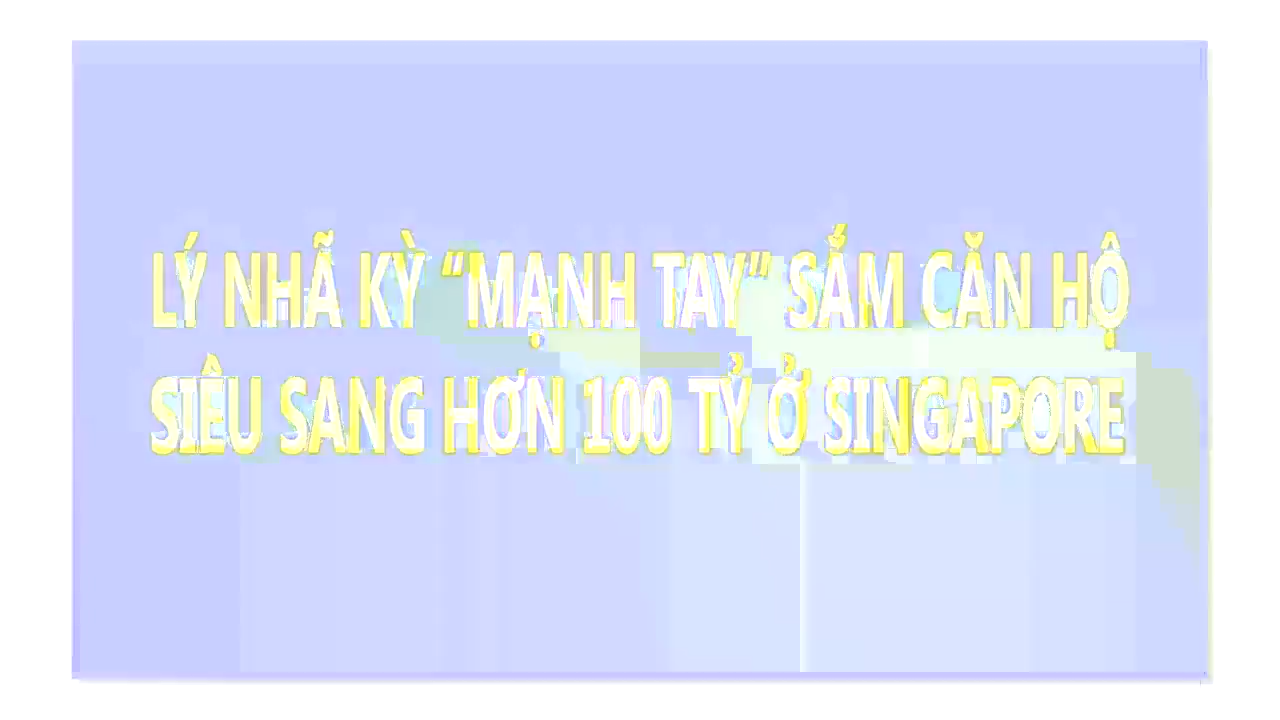 LÝ NHÃ KỲ “MẠNH TAY” SẮM CĂN HỘ
SIÊU SANG HƠN 100 TỶ Ở SINGAPORE